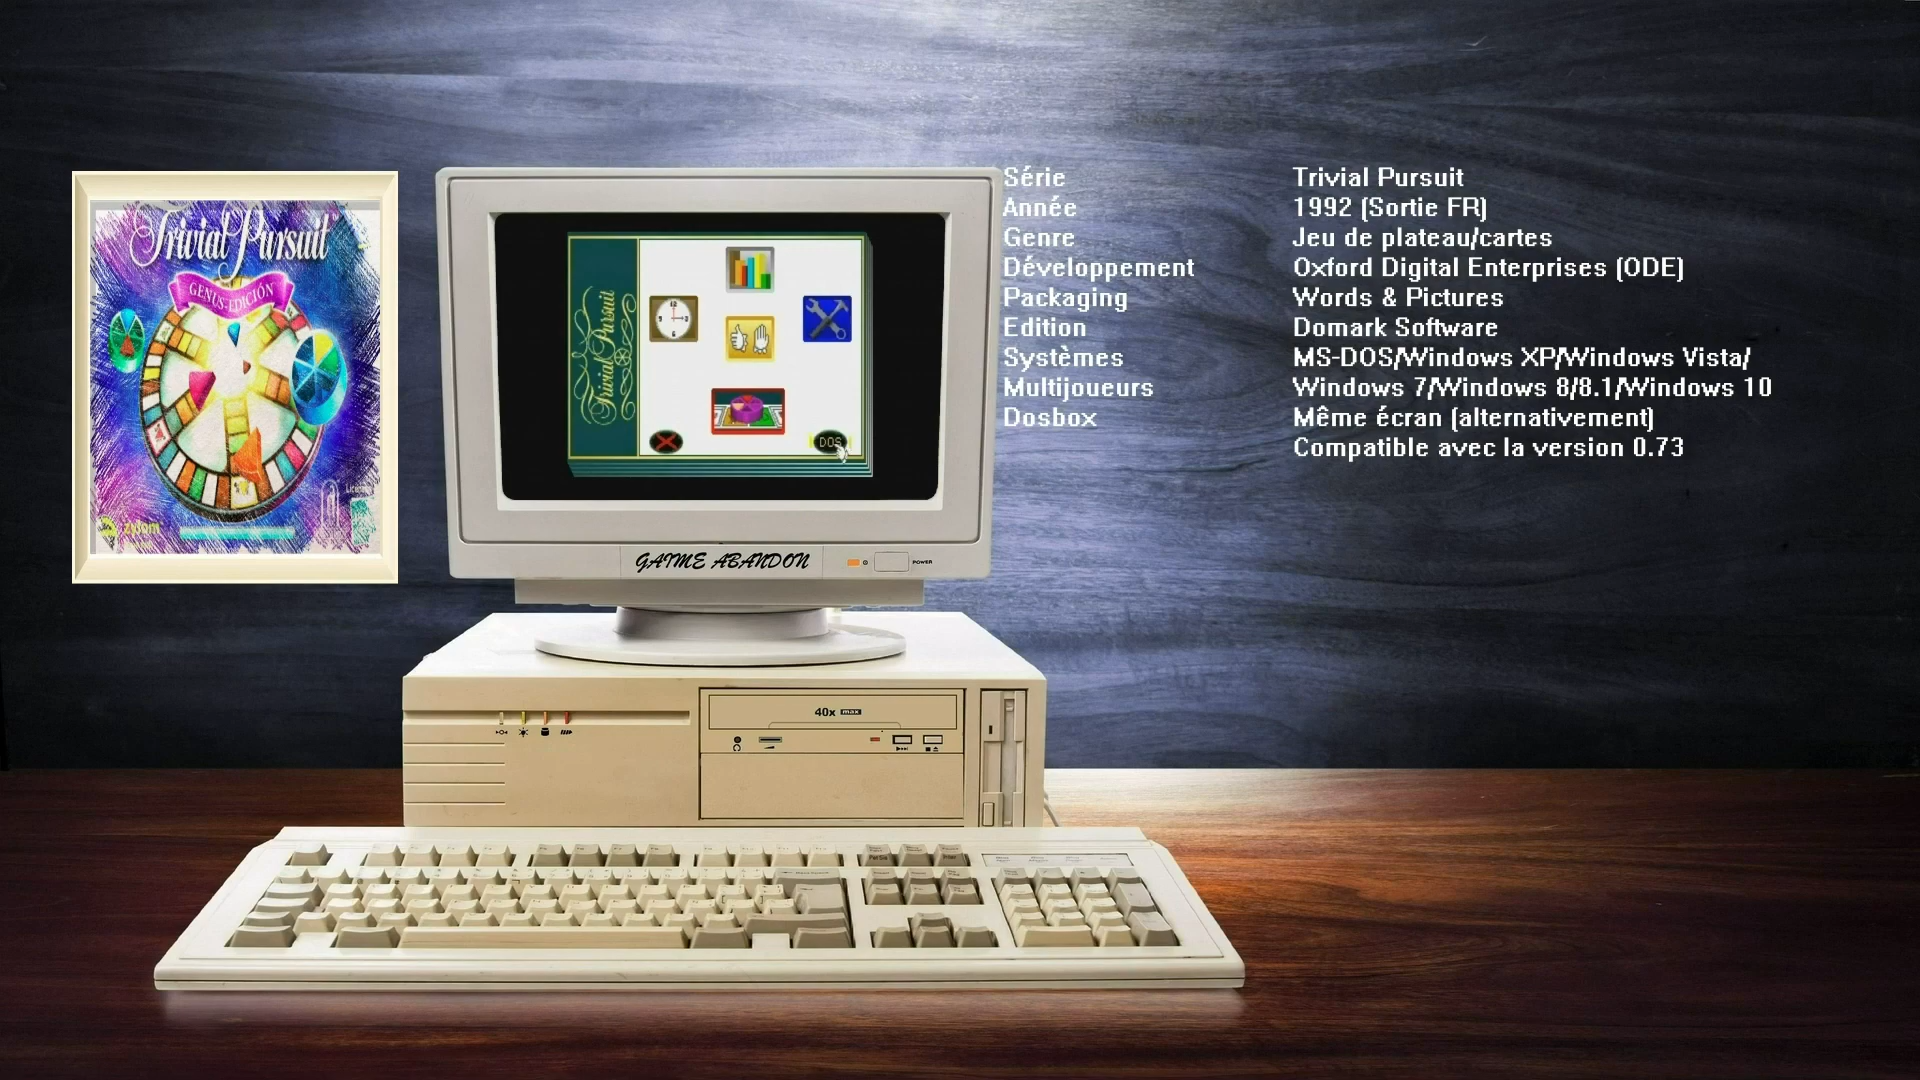 Trivial Pursuit
GENUS-EDICIÓN
zylom
Trivial Pursuit
DOS
GAIME ABANDON
POWER
40x max
Série Trivial Pursuit
Année 1992 (Sortie FR)
Genre Jeu de plateau/cartes
Développement Oxford Digital Enterprises (ODE)
Packaging Words & Pictures
Edition Domark Software
Systèmes MS-DOS/Windows XP/Windows Vista/
Multijoueurs Windows 7/Windows 8/8.1/Windows 10
Dosbox Même écran (alternativement)
Compatible avec la version 0.73